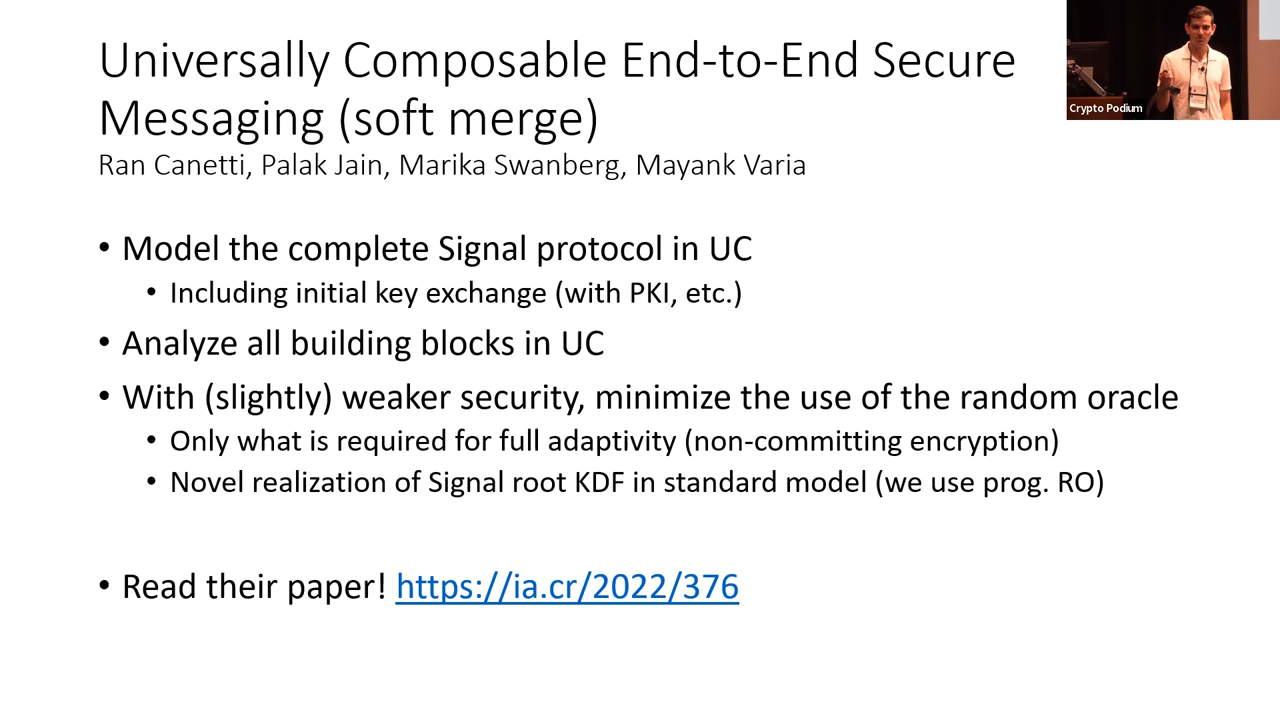 Universally Composable End-to-End Secure
Messaging (soft merge)
Ran Canetti, Palak Jain, Marika Swanberg, Mayank Varia
• Model the complete Signal protocol in UC
• Including initial key exchange (with PKI, etc.)
• Analyze all building blocks in UC
• With (slightly) weaker security, minimize the use of the random oracle
• Only what is required for full adaptivity (non-committing encryption)
• Novel realization of Signal root KDF in standard model (we use prog. RO)
• Read their paper! https://ia.cr/2022/376
Crypto Podium